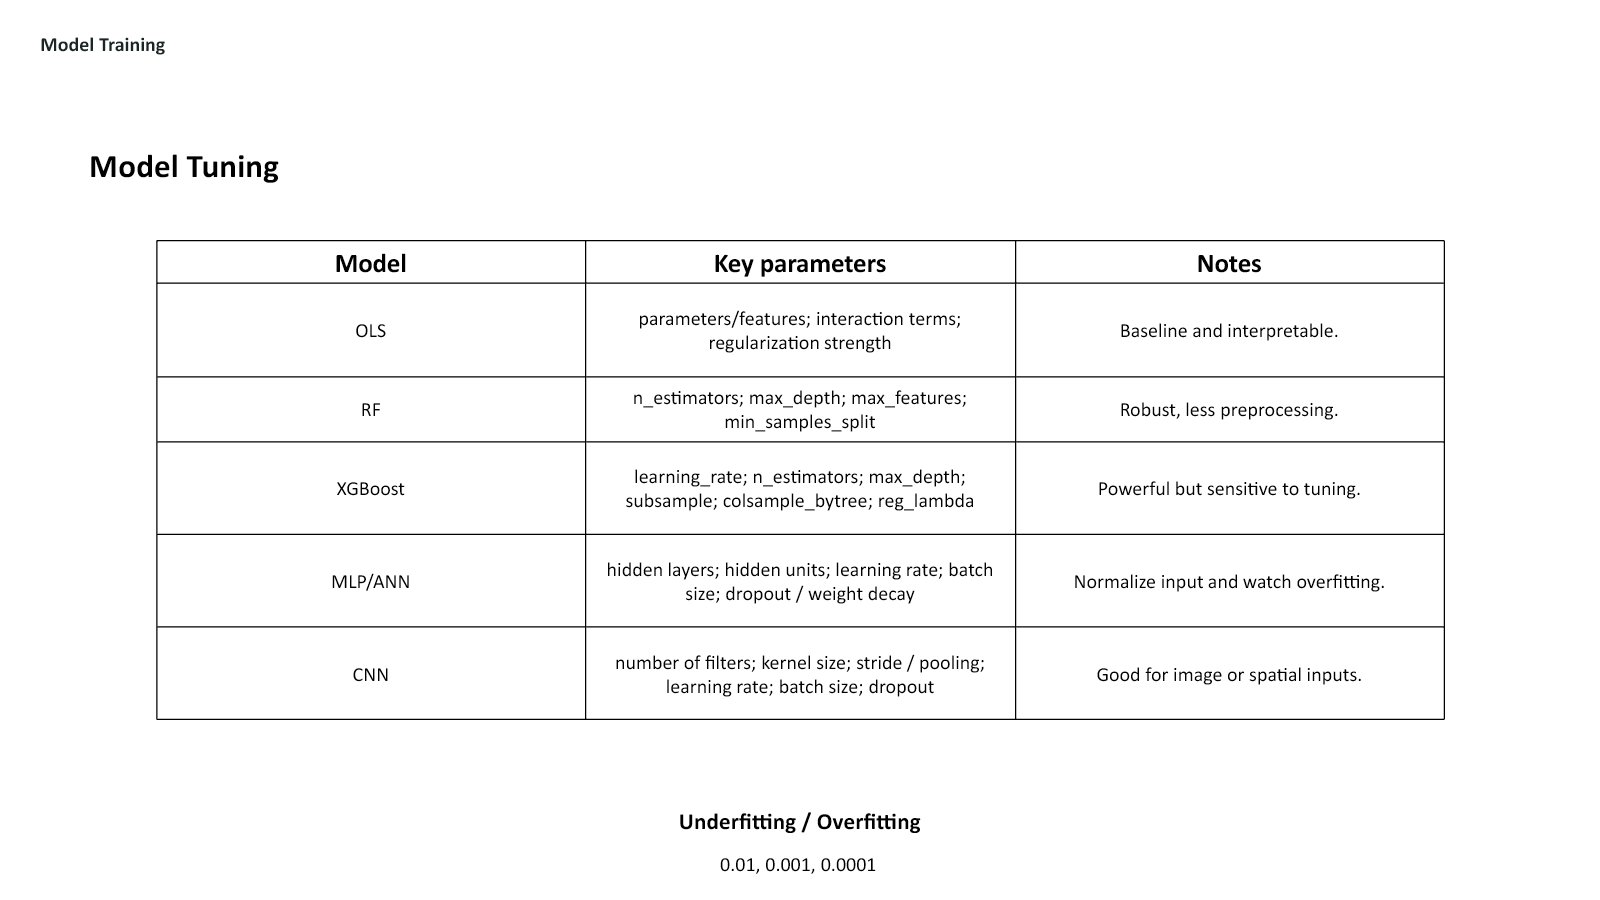 Model Training
Model Tuning
Model
Key parameters
Notes
OLS
parameters/features; interaction terms;
regularization strength
Baseline and interpretable.
RF
n_estimators; max_depth; max_features;
min_samples_split
Robust, less preprocessing.
XGBoost
learning_rate; n_estimators; max_depth;
subsample; colsample_bytree; reg_lambda
Powerful but sensitive to tuning.
MLP/ANN
hidden layers; hidden units; learning rate; batch
size; dropout / weight decay
Normalize input and watch overfitting.
CNN
number of filters; kernel size; stride / pooling;
learning rate; batch size; dropout
Good for image or spatial inputs.
Underfitting / Overfitting
0.01, 0.001, 0.0001